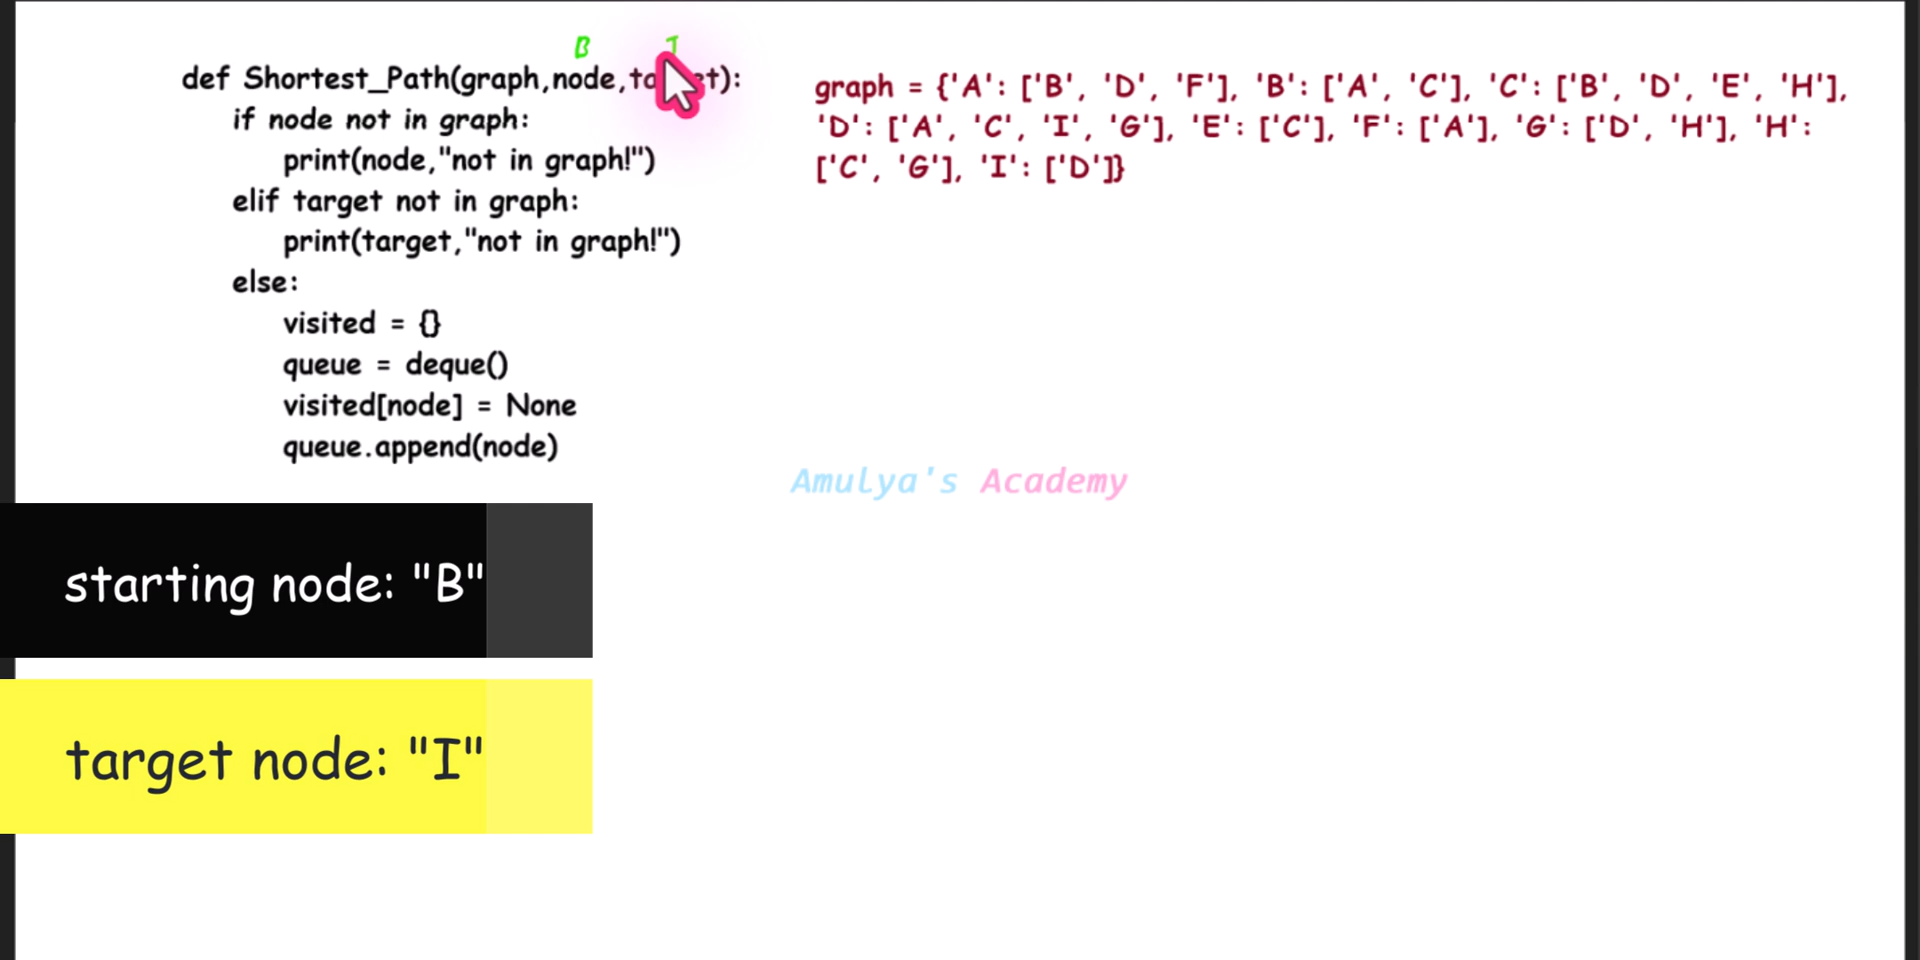 B I
def Shortest_Path(graph,node,target):
if node not in graph:
print(node,"not in graph!")
elif target not in graph:
print(target,"not in graph!")
else:
visited = {}
queue = deque()
visited[node] = None
queue.append(node)
graph = {'A': ['B', 'D', 'F'], 'B': ['A', 'C'], 'C': ['B', 'D', 'E', 'H'],
'D': ['A', 'C', 'I', 'G'], 'E': ['C'], 'F': ['A'], 'G': ['D', 'H'], 'H':
['C', 'G'], 'I': ['D']}
Amulya's Academy
starting node: "B"
target node: "I"